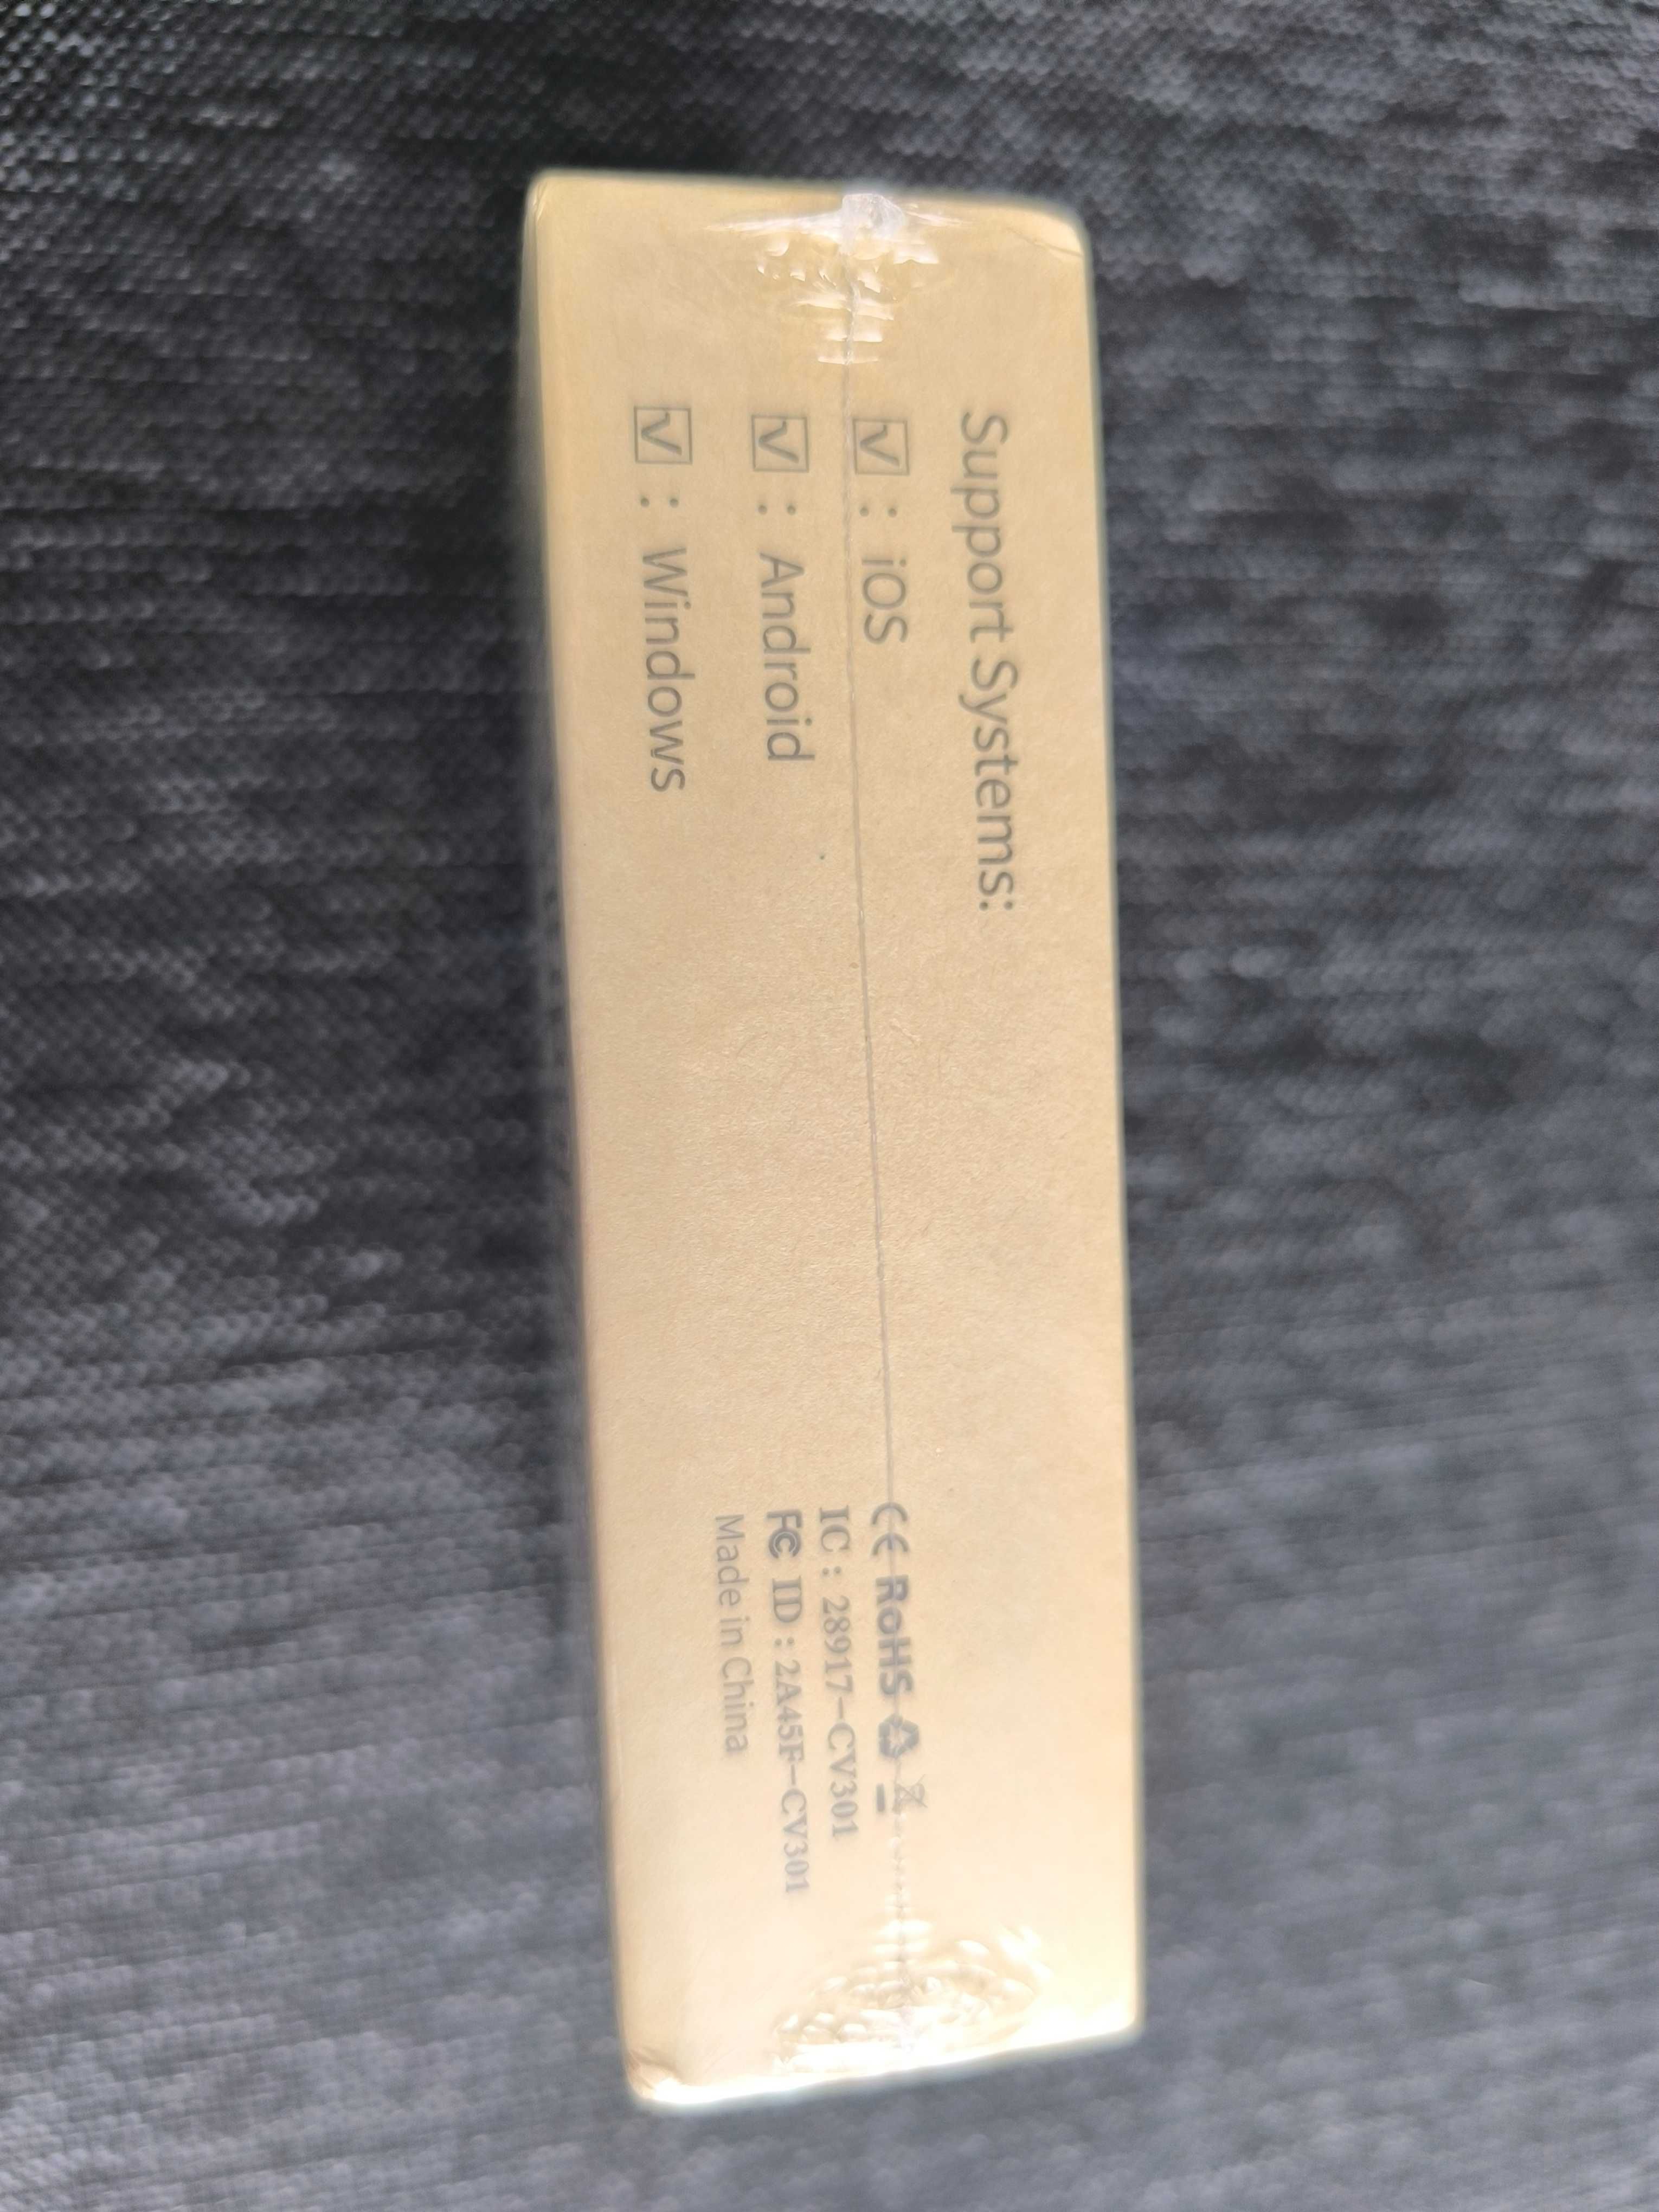 Support Systems:
☑ : iOS
☑ : Android
☑ : Windows
CE RoHS
IC : 28917-CV301
FC ID : 2A45F-CV301
Made in China